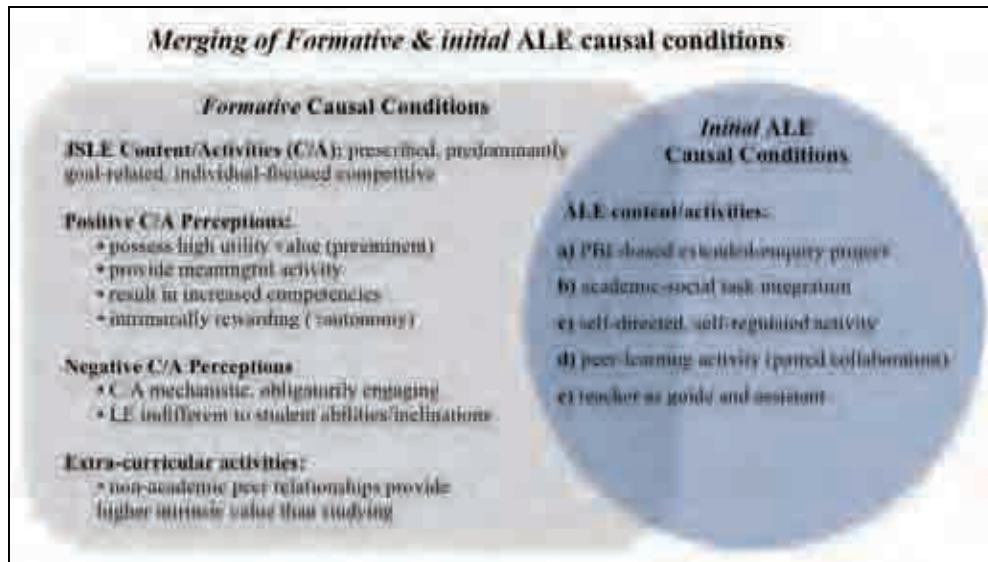 Merging of Formative & initial ALE causal conditions
Formative Causal Conditions
JSLE Content/Activities (C/A): prescribed, predominantly
goal-related, individual-focused competitive
Positive C/A Perceptions:
• possess high utility value (preeminent)
• provide meaningful activity
• result in increased competencies
• intrinsically rewarding (autonomy)
Negative C/A Perceptions
• C/A mechanistic, obligatorily engaging
• LE indifferent to student abilities/inclinations
Extra-curricular activities:
• non-academic peer relationships provide
higher intrinsic value than studying
Initial ALE
Causal Conditions
ALE content/activities:
a) PBL-based extended-enquiry project
b) academic-social task integration
c) self-directed, self-regulated activity
d) peer-learning activity (paired collaboration)
e) teacher as guide and assistant